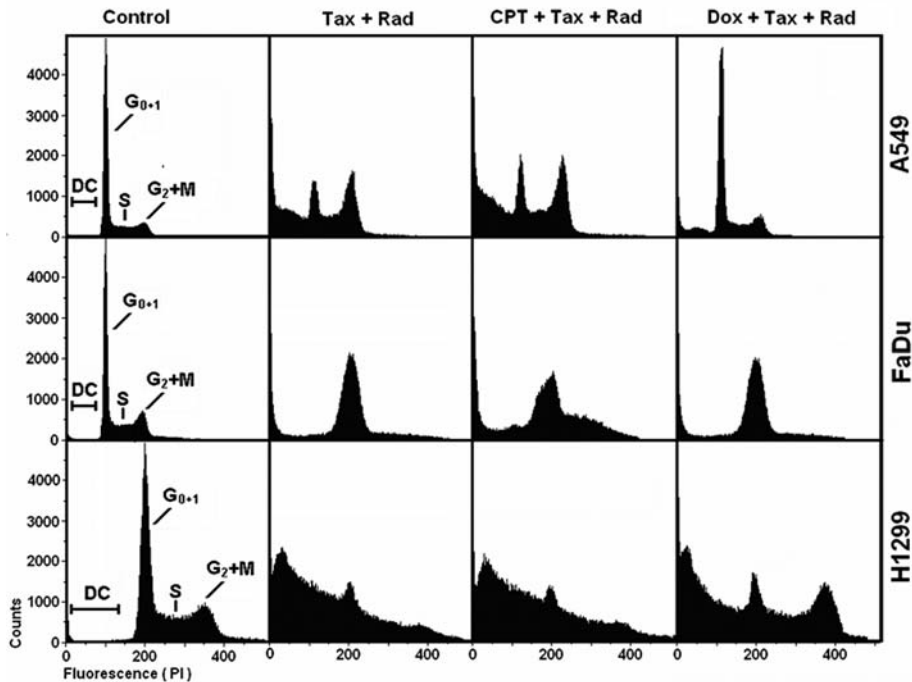 Control
Tax + Rad
CPT + Tax + Rad
Dox + Tax + Rad
4000
3000
2000
1000
0
G0+1
DC
S
G2+M
A549
4000
3000
2000
1000
0
G0+1
DC
S
G2+M
FaDu
4000
3000
2000
1000
0
G0+1
DC
S
G2+M
H1299
Counts
0 200 400
0 200 400
0 200 400
0 200 400
Fluorescence ( PI )